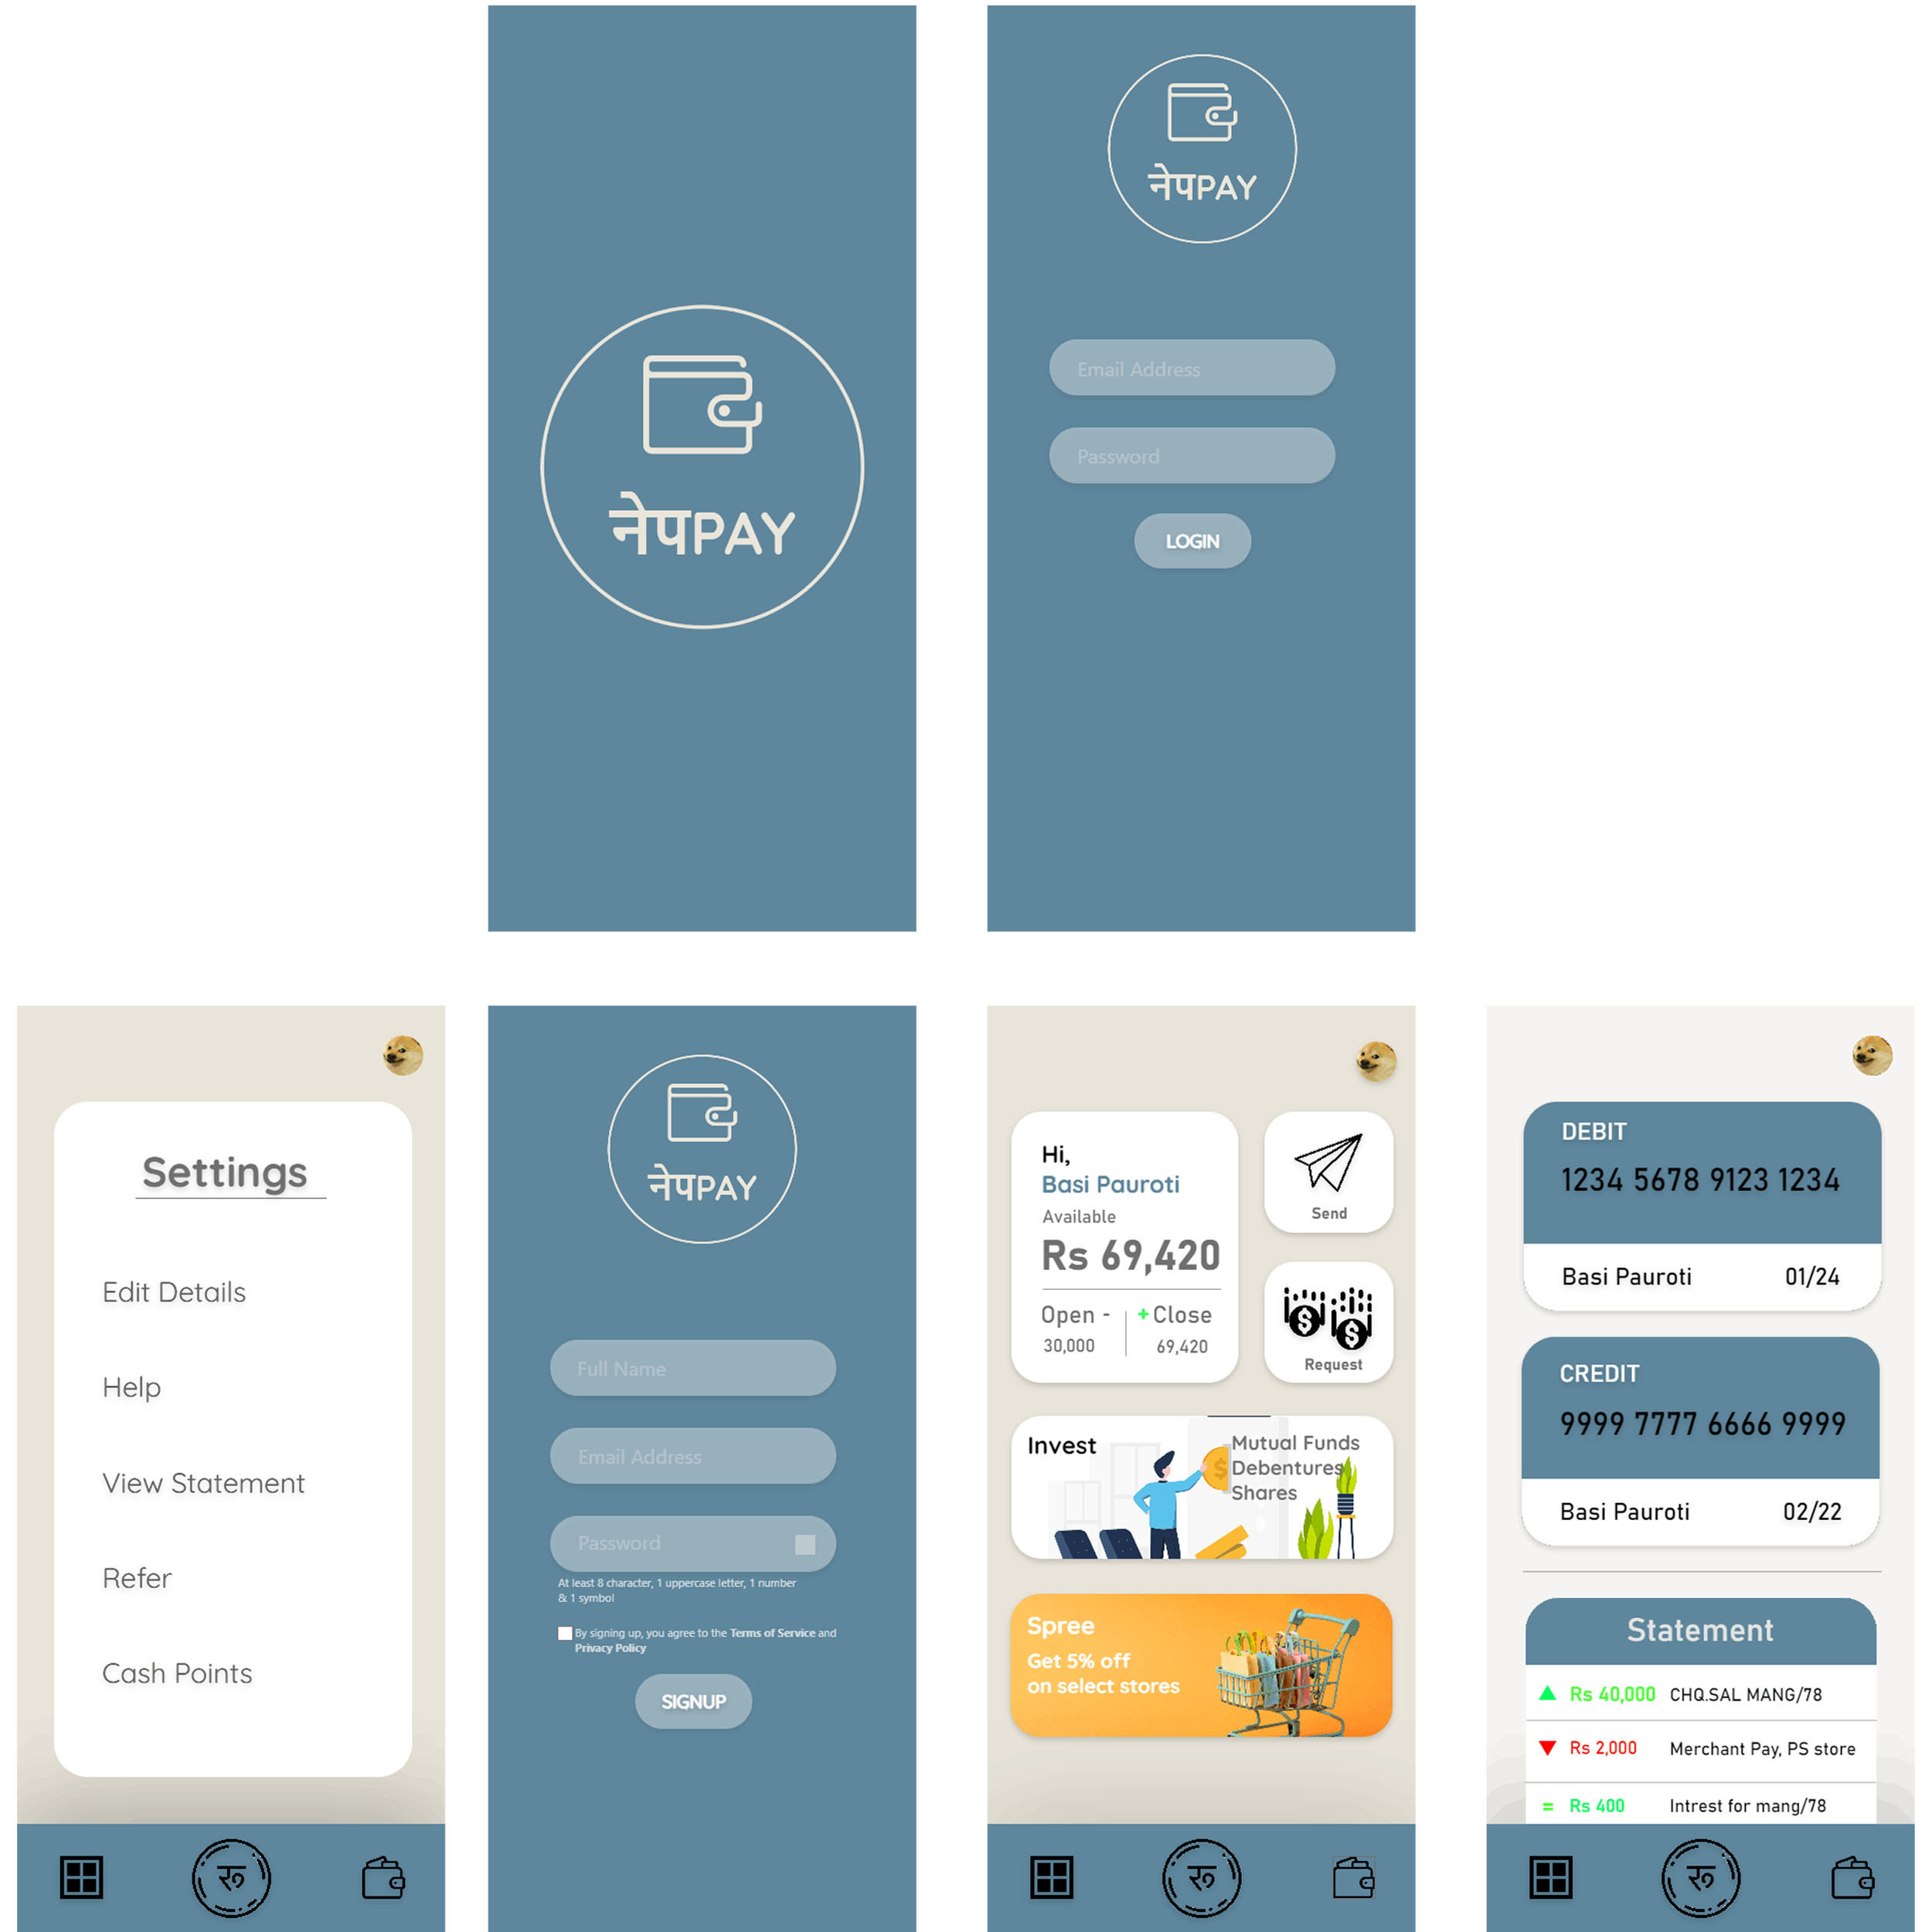 नेपPAY
नेपPAY
Email Address
Password
LOGIN
Settings
Edit Details
Help
View Statement
Refer
Cash Points
रु
नेपPAY
Full Name
Email Address
Password
At least 8 character, 1 uppercase letter, 1 number
& 1 symbol
By signing up, you agree to the Terms of Service and
Privacy Policy
SIGNUP
Hi,
Basi Pauroti
Available
Rs 69,420
Open - + Close
30,000 69,420
Send
$ $
Request
Invest
$
Mutual Funds
Debentures
Shares
Spree
Get 5% off
on select stores
रु
DEBIT
1234 5678 9123 1234
Basi Pauroti 01/24
CREDIT
9999 7777 6666 9999
Basi Pauroti 02/22
Statement
Rs 40,000 CHQ.SAL MANG/78
Rs 2,000 Merchant Pay, PS store
= Rs 400 Intrest for mang/78
रु